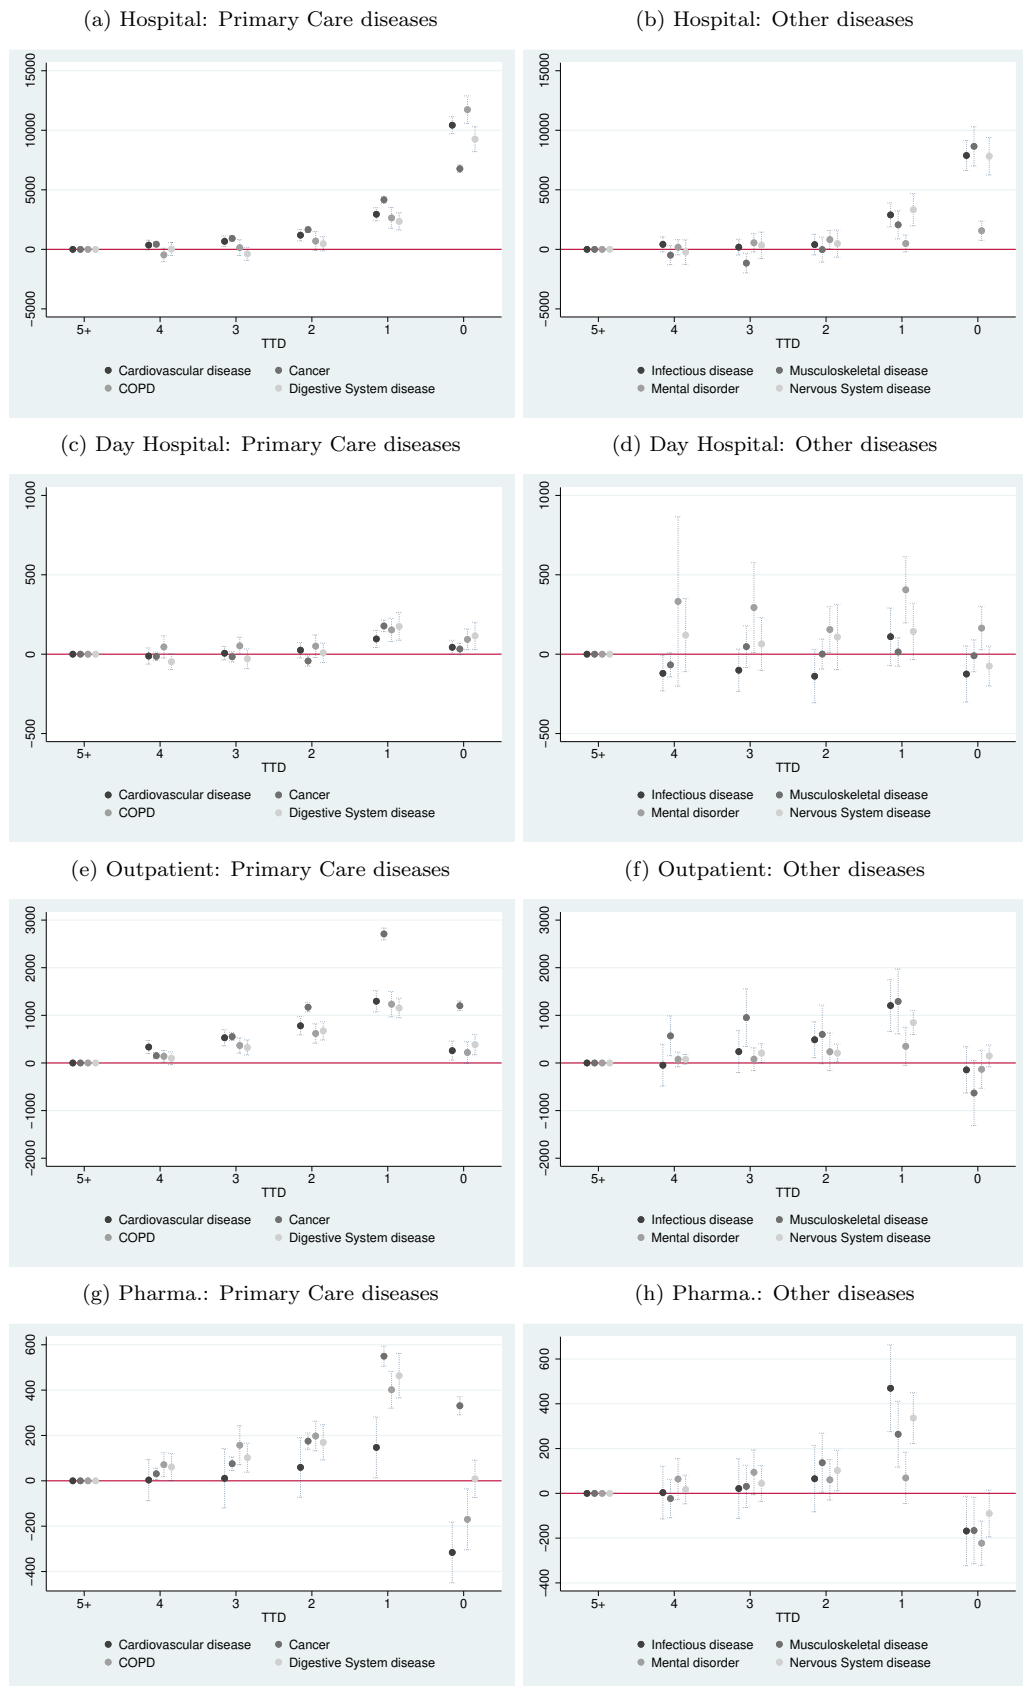 (a) Hospital: Primary Care diseases
15000
10000
5000
0
−5000
5+ 4 3 2 1 0
TTD
Cardiovascular disease Cancer
COPD Digestive System disease
(b) Hospital: Other diseases
15000
10000
5000
0
−5000
5+ 4 3 2 1 0
TTD
Infectious disease Musculoskeletal disease
Mental disorder Nervous System disease
(c) Day Hospital: Primary Care diseases
1000
500
0
−500
5+ 4 3 2 1 0
TTD
Cardiovascular disease Cancer
COPD Digestive System disease
(d) Day Hospital: Other diseases
1000
500
0
−500
5+ 4 3 2 1 0
TTD
Infectious disease Musculoskeletal disease
Mental disorder Nervous System disease
(e) Outpatient: Primary Care diseases
3000
2000
1000
0
−1000
−2000
5+ 4 3 2 1 0
TTD
Cardiovascular disease Cancer
COPD Digestive System disease
(f) Outpatient: Other diseases
3000
2000
1000
0
−1000
−2000
5+ 4 3 2 1 0
TTD
Infectious disease Musculoskeletal disease
Mental disorder Nervous System disease
(g) Pharma.: Primary Care diseases
600
400
200
0
−200
−400
5+ 4 3 2 1 0
TTD
Cardiovascular disease Cancer
COPD Digestive System disease
(h) Pharma.: Other diseases
600
400
200
0
−200
−400
5+ 4 3 2 1 0
TTD
Infectious disease Musculoskeletal disease
Mental disorder Nervous System disease